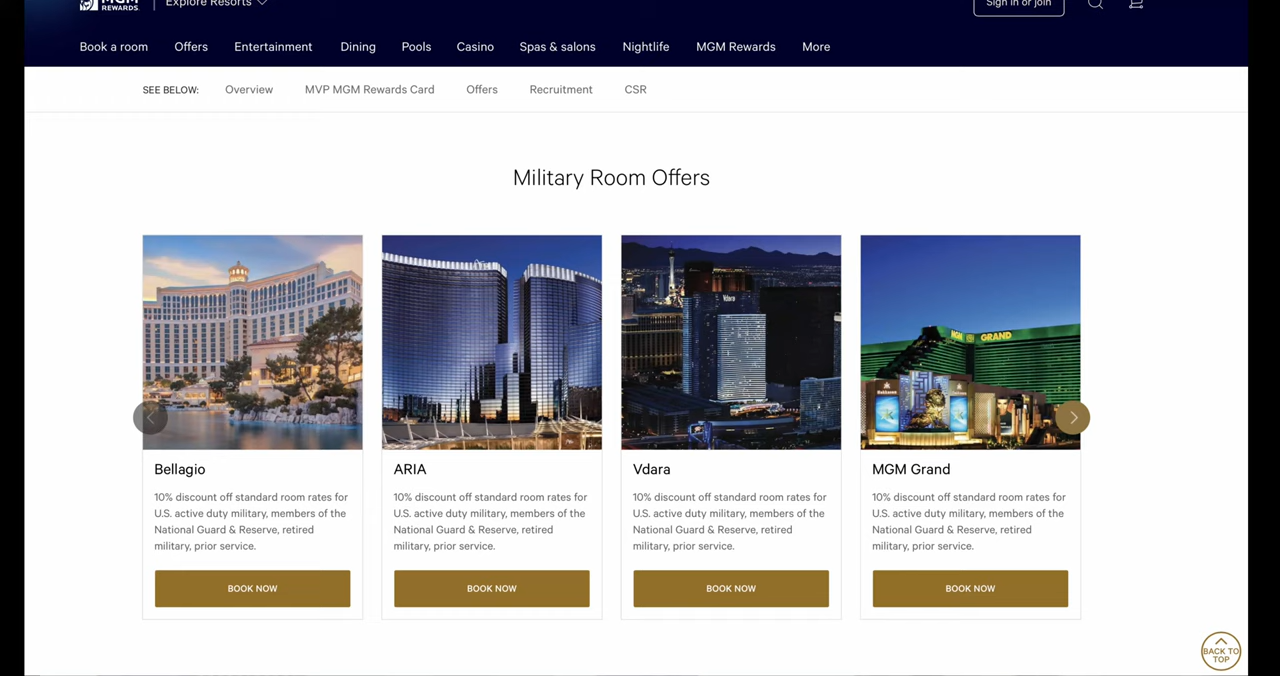 MGM
REWARDS
Explore Resorts
Sign in or join
Book a room
Offers
Entertainment
Dining
Pools
Casino
Spas & salons
Nightlife
MGM Rewards
More
SEE BELOW:
Overview
MVP MGM Rewards Card
Offers
Recruitment
CSR
Military Room Offers
Vdara
MGM GRAND
Bellagio
10% discount off standard room rates for
U.S. active duty military, members of the
National Guard & Reserve, retired
military, prior service.
BOOK NOW
ARIA
10% discount off standard room rates for
U.S. active duty military, members of the
National Guard & Reserve, retired
military, prior service.
BOOK NOW
Vdara
10% discount off standard room rates for
U.S. active duty military, members of the
National Guard & Reserve, retired
military, prior service.
BOOK NOW
MGM Grand
10% discount off standard room rates for
U.S. active duty military, members of the
National Guard & Reserve, retired
military, prior service.
BOOK NOW
BACK TO
TOP